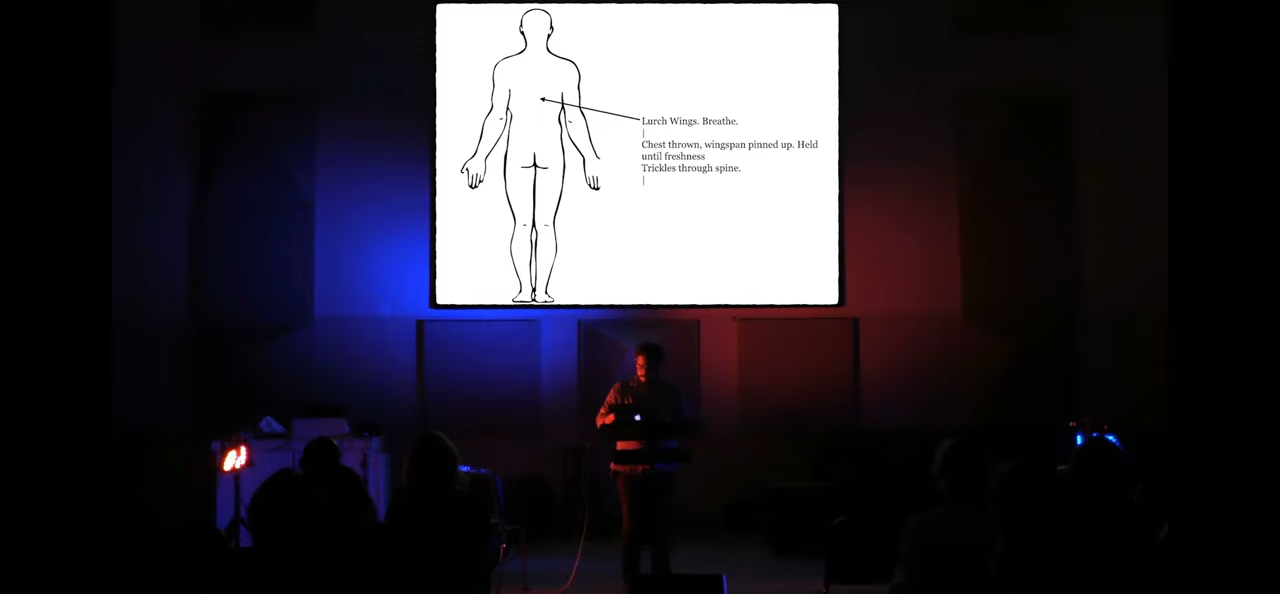 Lurch Wings. Breathe.
|
Chest thrown, wingspan pinned up. Held
until freshness
Trickles through spine.
|